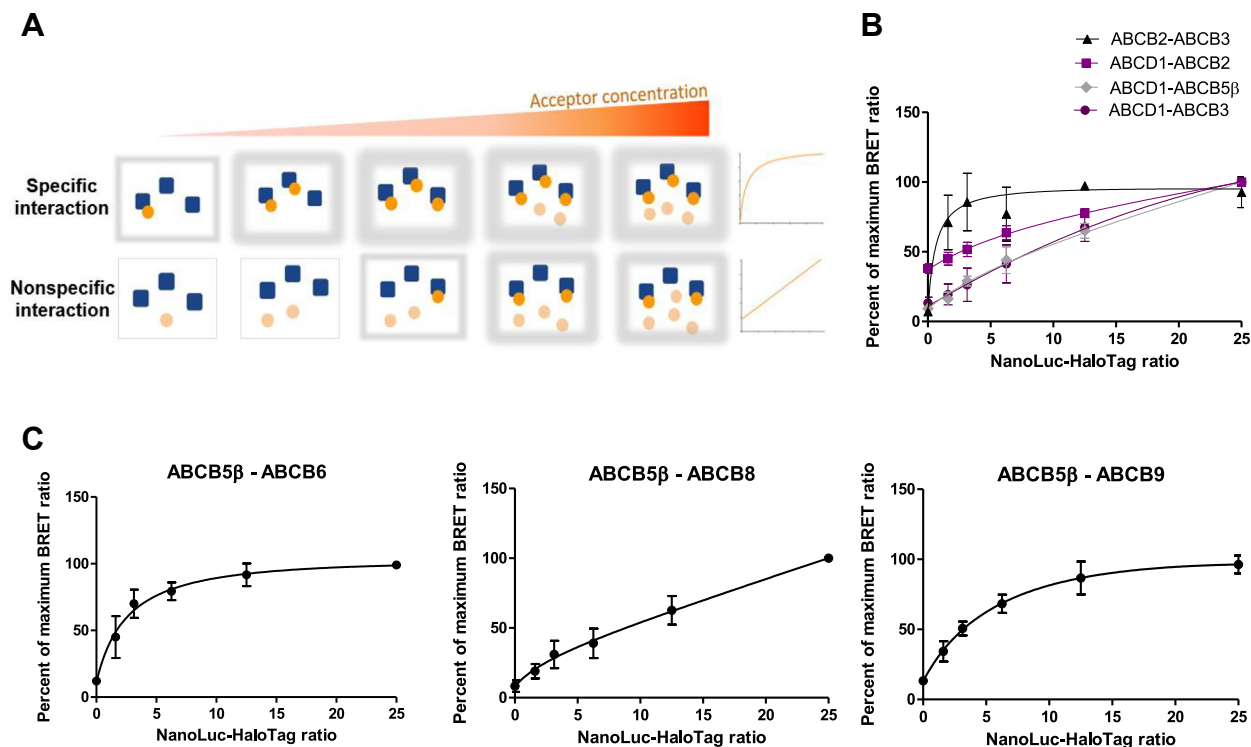 A
Acceptor concentration
Specific
interaction
Nonspecific
interaction
B
ABCB2-ABCB3
ABCD1-ABCB2
ABCD1-ABCB5β
ABCD1-ABCB3
Percent of maximum BRET ratio
150
100
50
0
0 5 10 15 20 25
NanoLuc-HaloTag ratio
C
ABCB5β - ABCB6
Percent of maximum BRET ratio
150
100
50
0
0 5 10 15 20 25
NanoLuc-HaloTag ratio
ABCB5β - ABCB8
Percent of maximum BRET ratio
150
100
50
0
0 5 10 15 20 25
NanoLuc-HaloTag ratio
ABCB5β - ABCB9
Percent of maximum BRET ratio
150
100
50
0
0 5 10 15 20 25
NanoLuc-HaloTag ratio